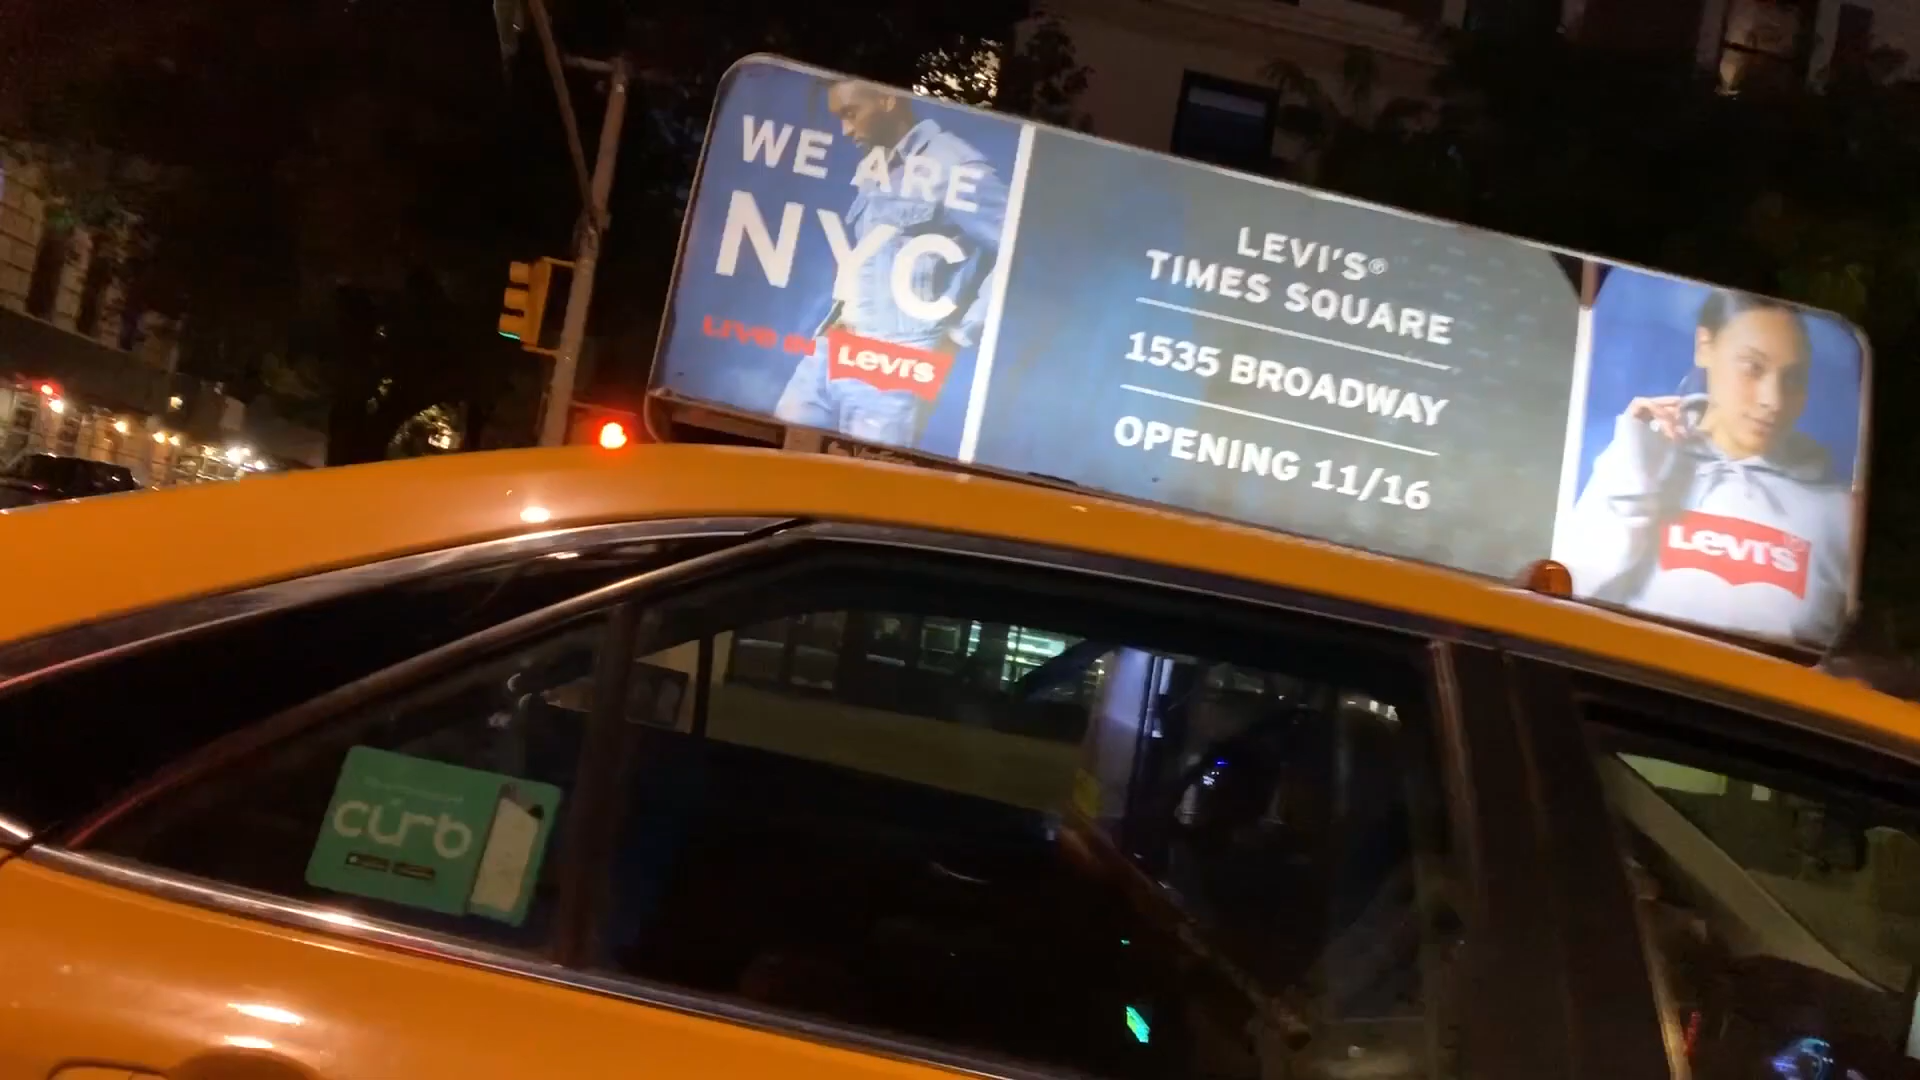 WE ARE
NYC
LIVE IN Levi's
LEVI'S®
TIMES SQUARE
1535 BROADWAY
OPENING 11/16
Levi's
curb